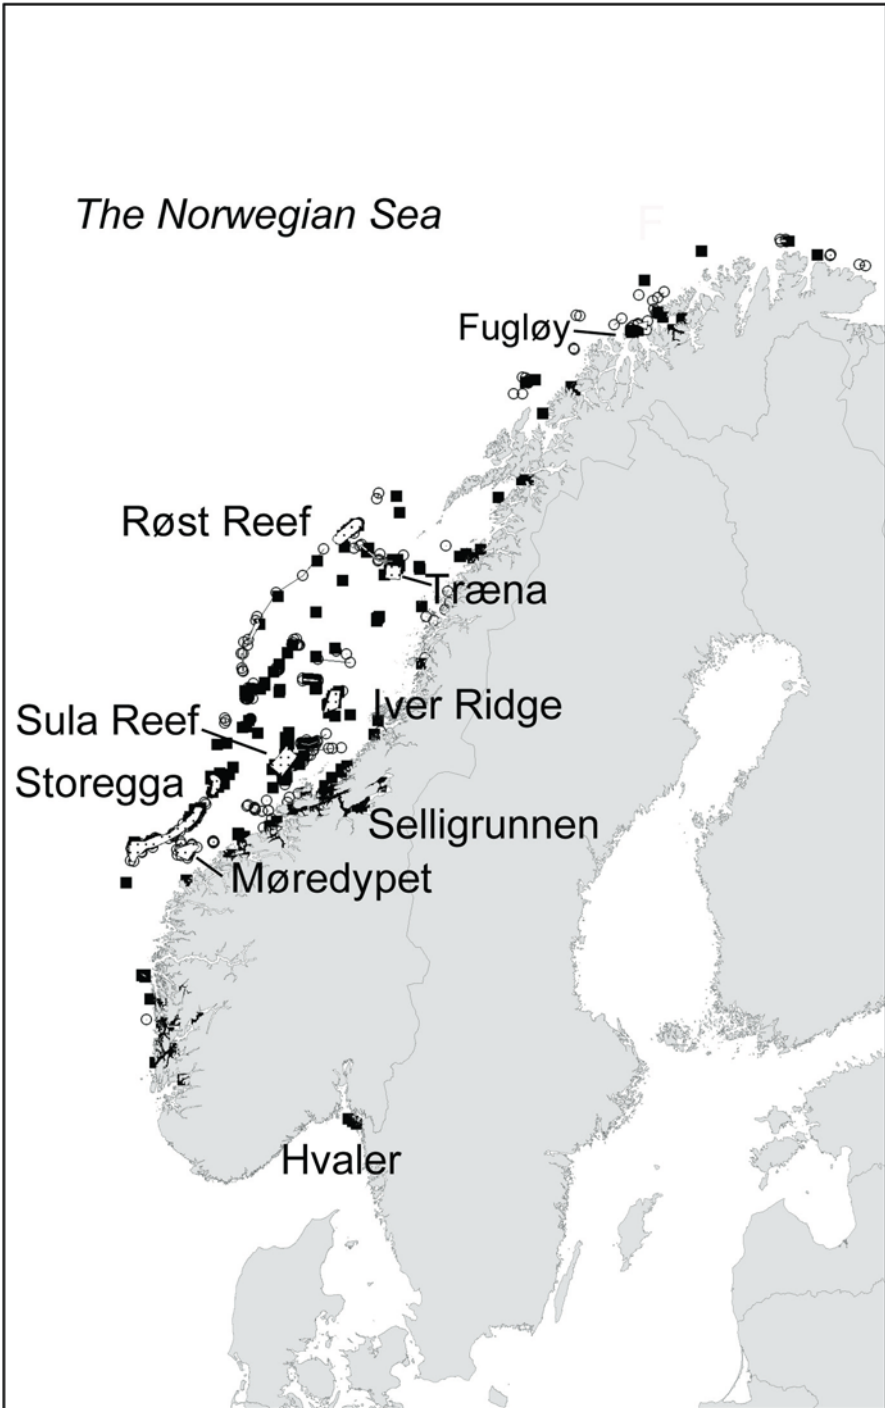 The Norwegian Sea
F
Fugløy
Røst Reef
Træna
Iver Ridge
Sula Reef
Storegga
Selligrunnen
Møredypet
Hvaler